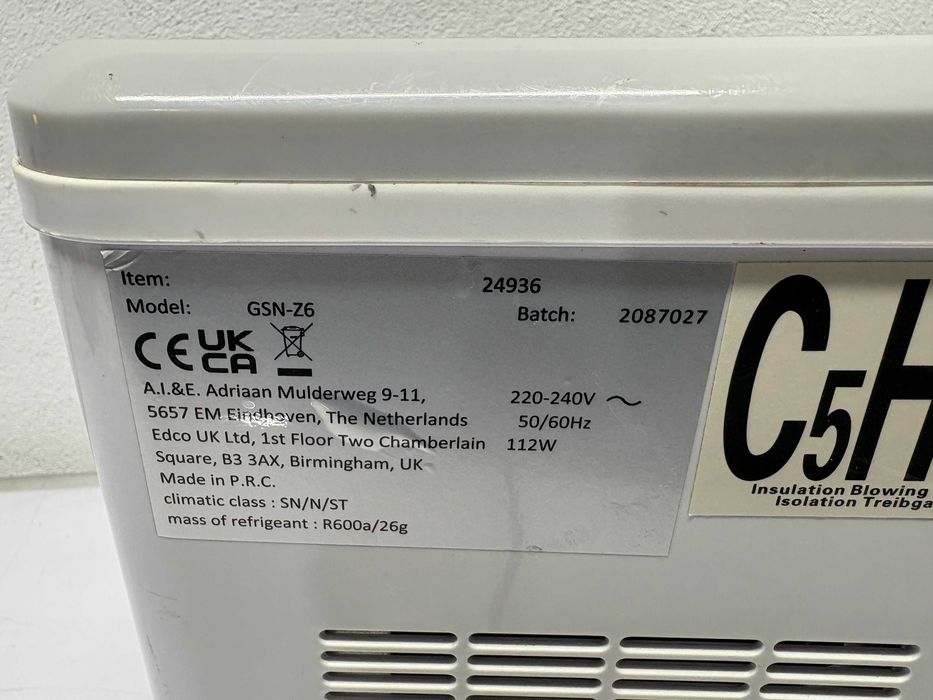 Item: 24936
Model: GSN-Z6 Batch: 2087027
CE UK CA
A.I.&E. Adriaan Mulderweg 9-11,
5657 EM Eindhoven, The Netherlands
Edco UK Ltd, 1st Floor Two Chamberlain
Square, B3 3AX, Birmingham, UK
Made in P.R.C.
climatic class : SN/N/ST
mass of refrigeant : R600a/26g
220-240V ~
50/60Hz
112W
C5H
Insulation Blowing
Isolation Treibga